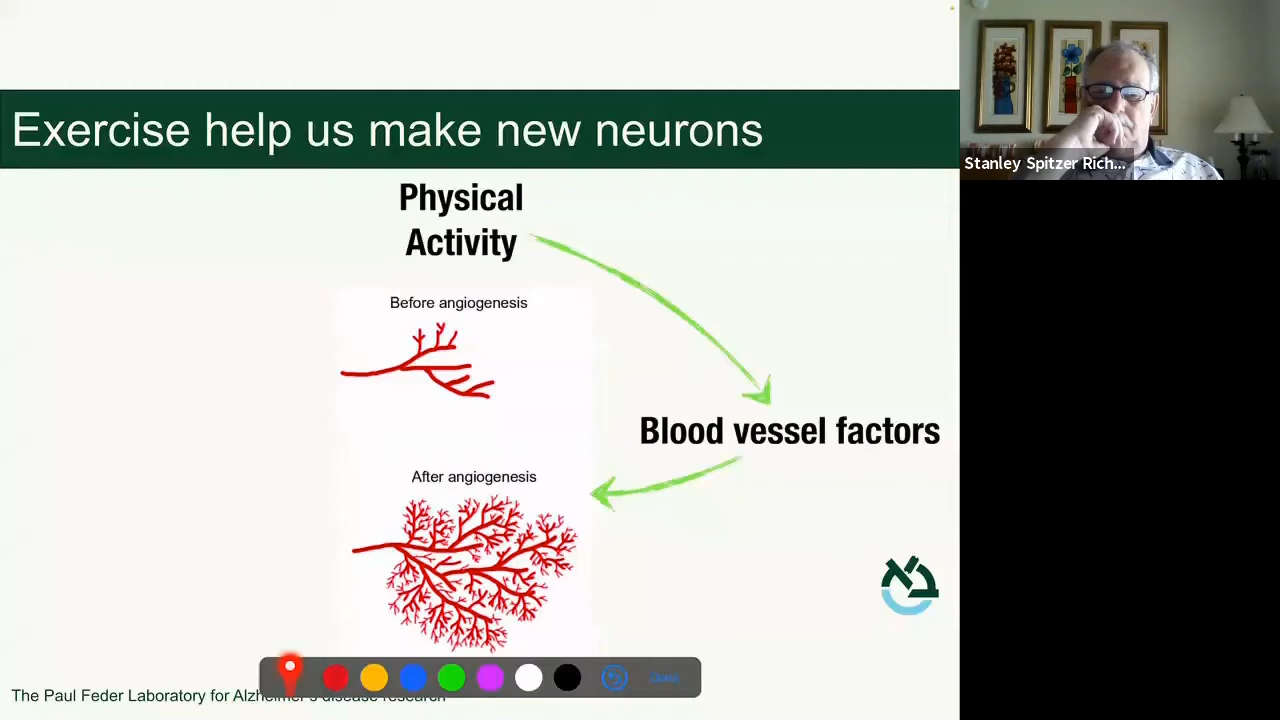 Exercise help us make new neurons
Stanley Spitzer Rich...
Physical
Activity
Before angiogenesis
Blood vessel factors
After angiogenesis
The Paul Feder Laboratory for Alzheimer's disease research